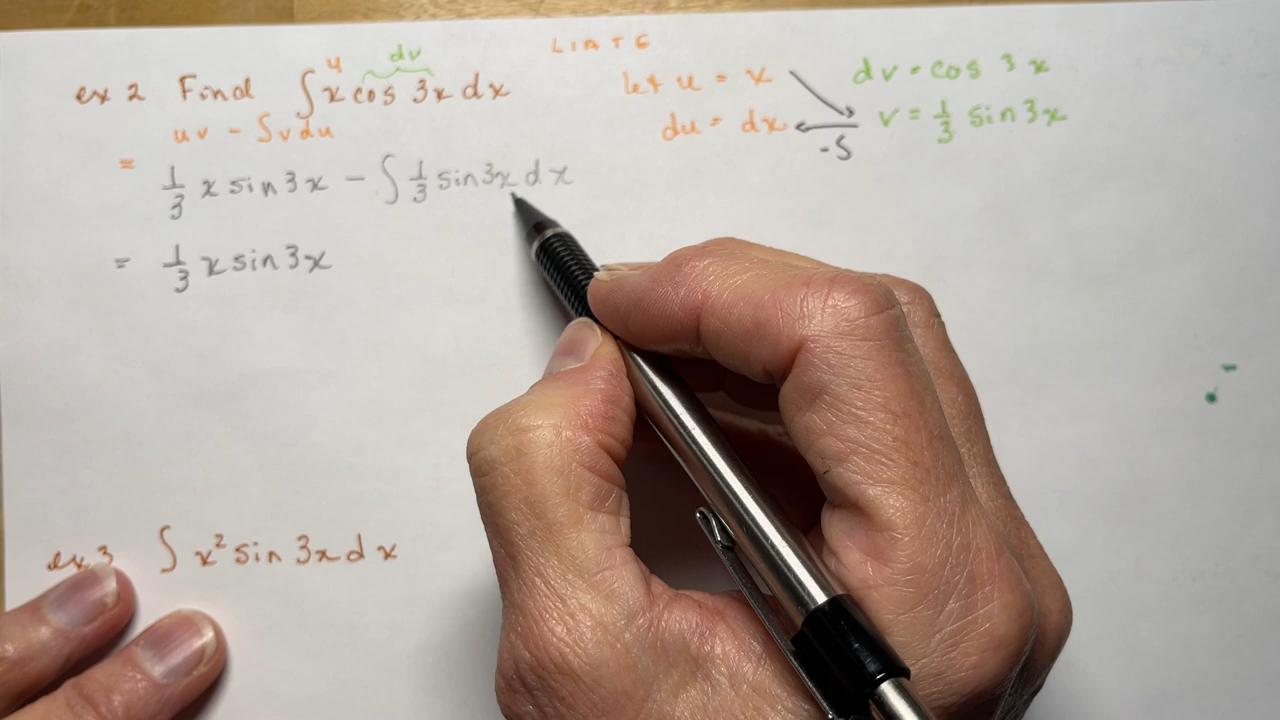 LIATE
ex 2 Find ∫ x cos 3x dx
u
dv
let u = x
dv = cos 3x
du = dx
v = 1/3 sin 3x
-∫
uv - ∫vdu
= 1/3 x sin 3x - ∫ 1/3 sin 3x dx
= 1/3 x sin 3x
ex 3 ∫ x² sin 3x dx